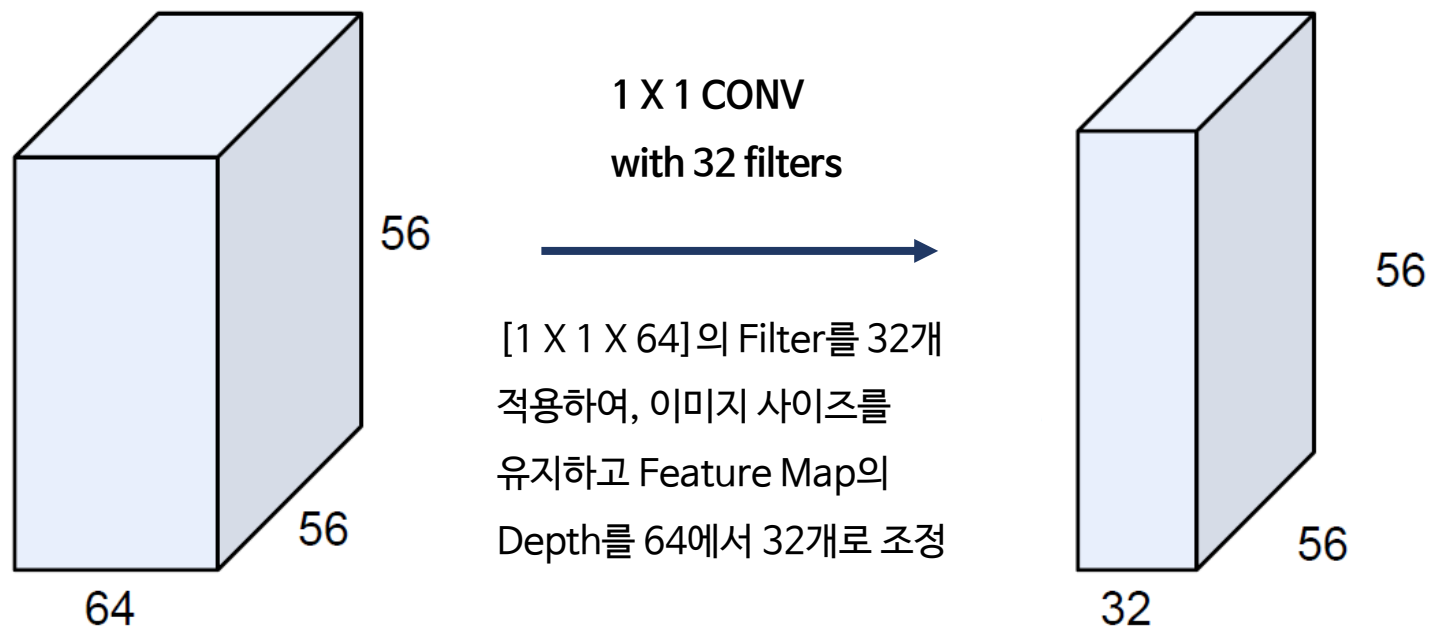 1 X 1 CONV
with 32 filters
56
56
64
[1 X 1 X 64]의 Filter를 32개
적용하여, 이미지 사이즈를
유지하고 Feature Map의
Depth를 64에서 32개로 조정
56
56
32